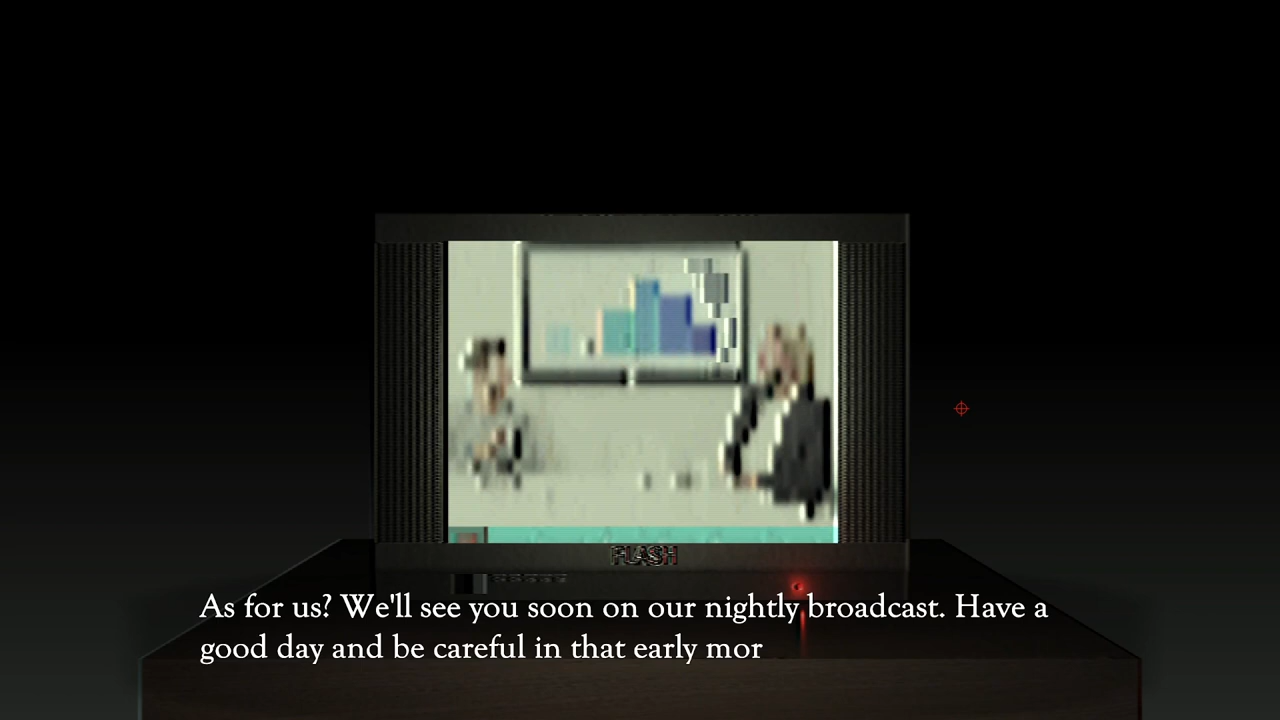 FLASH
As for us? We'll see you soon on our nightly broadcast. Have a
good day and be careful in that early mor